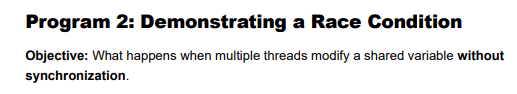 Program 2: Demonstrating a Race Condition
Objective: What happens when multiple threads modify a shared variable without
synchronization.